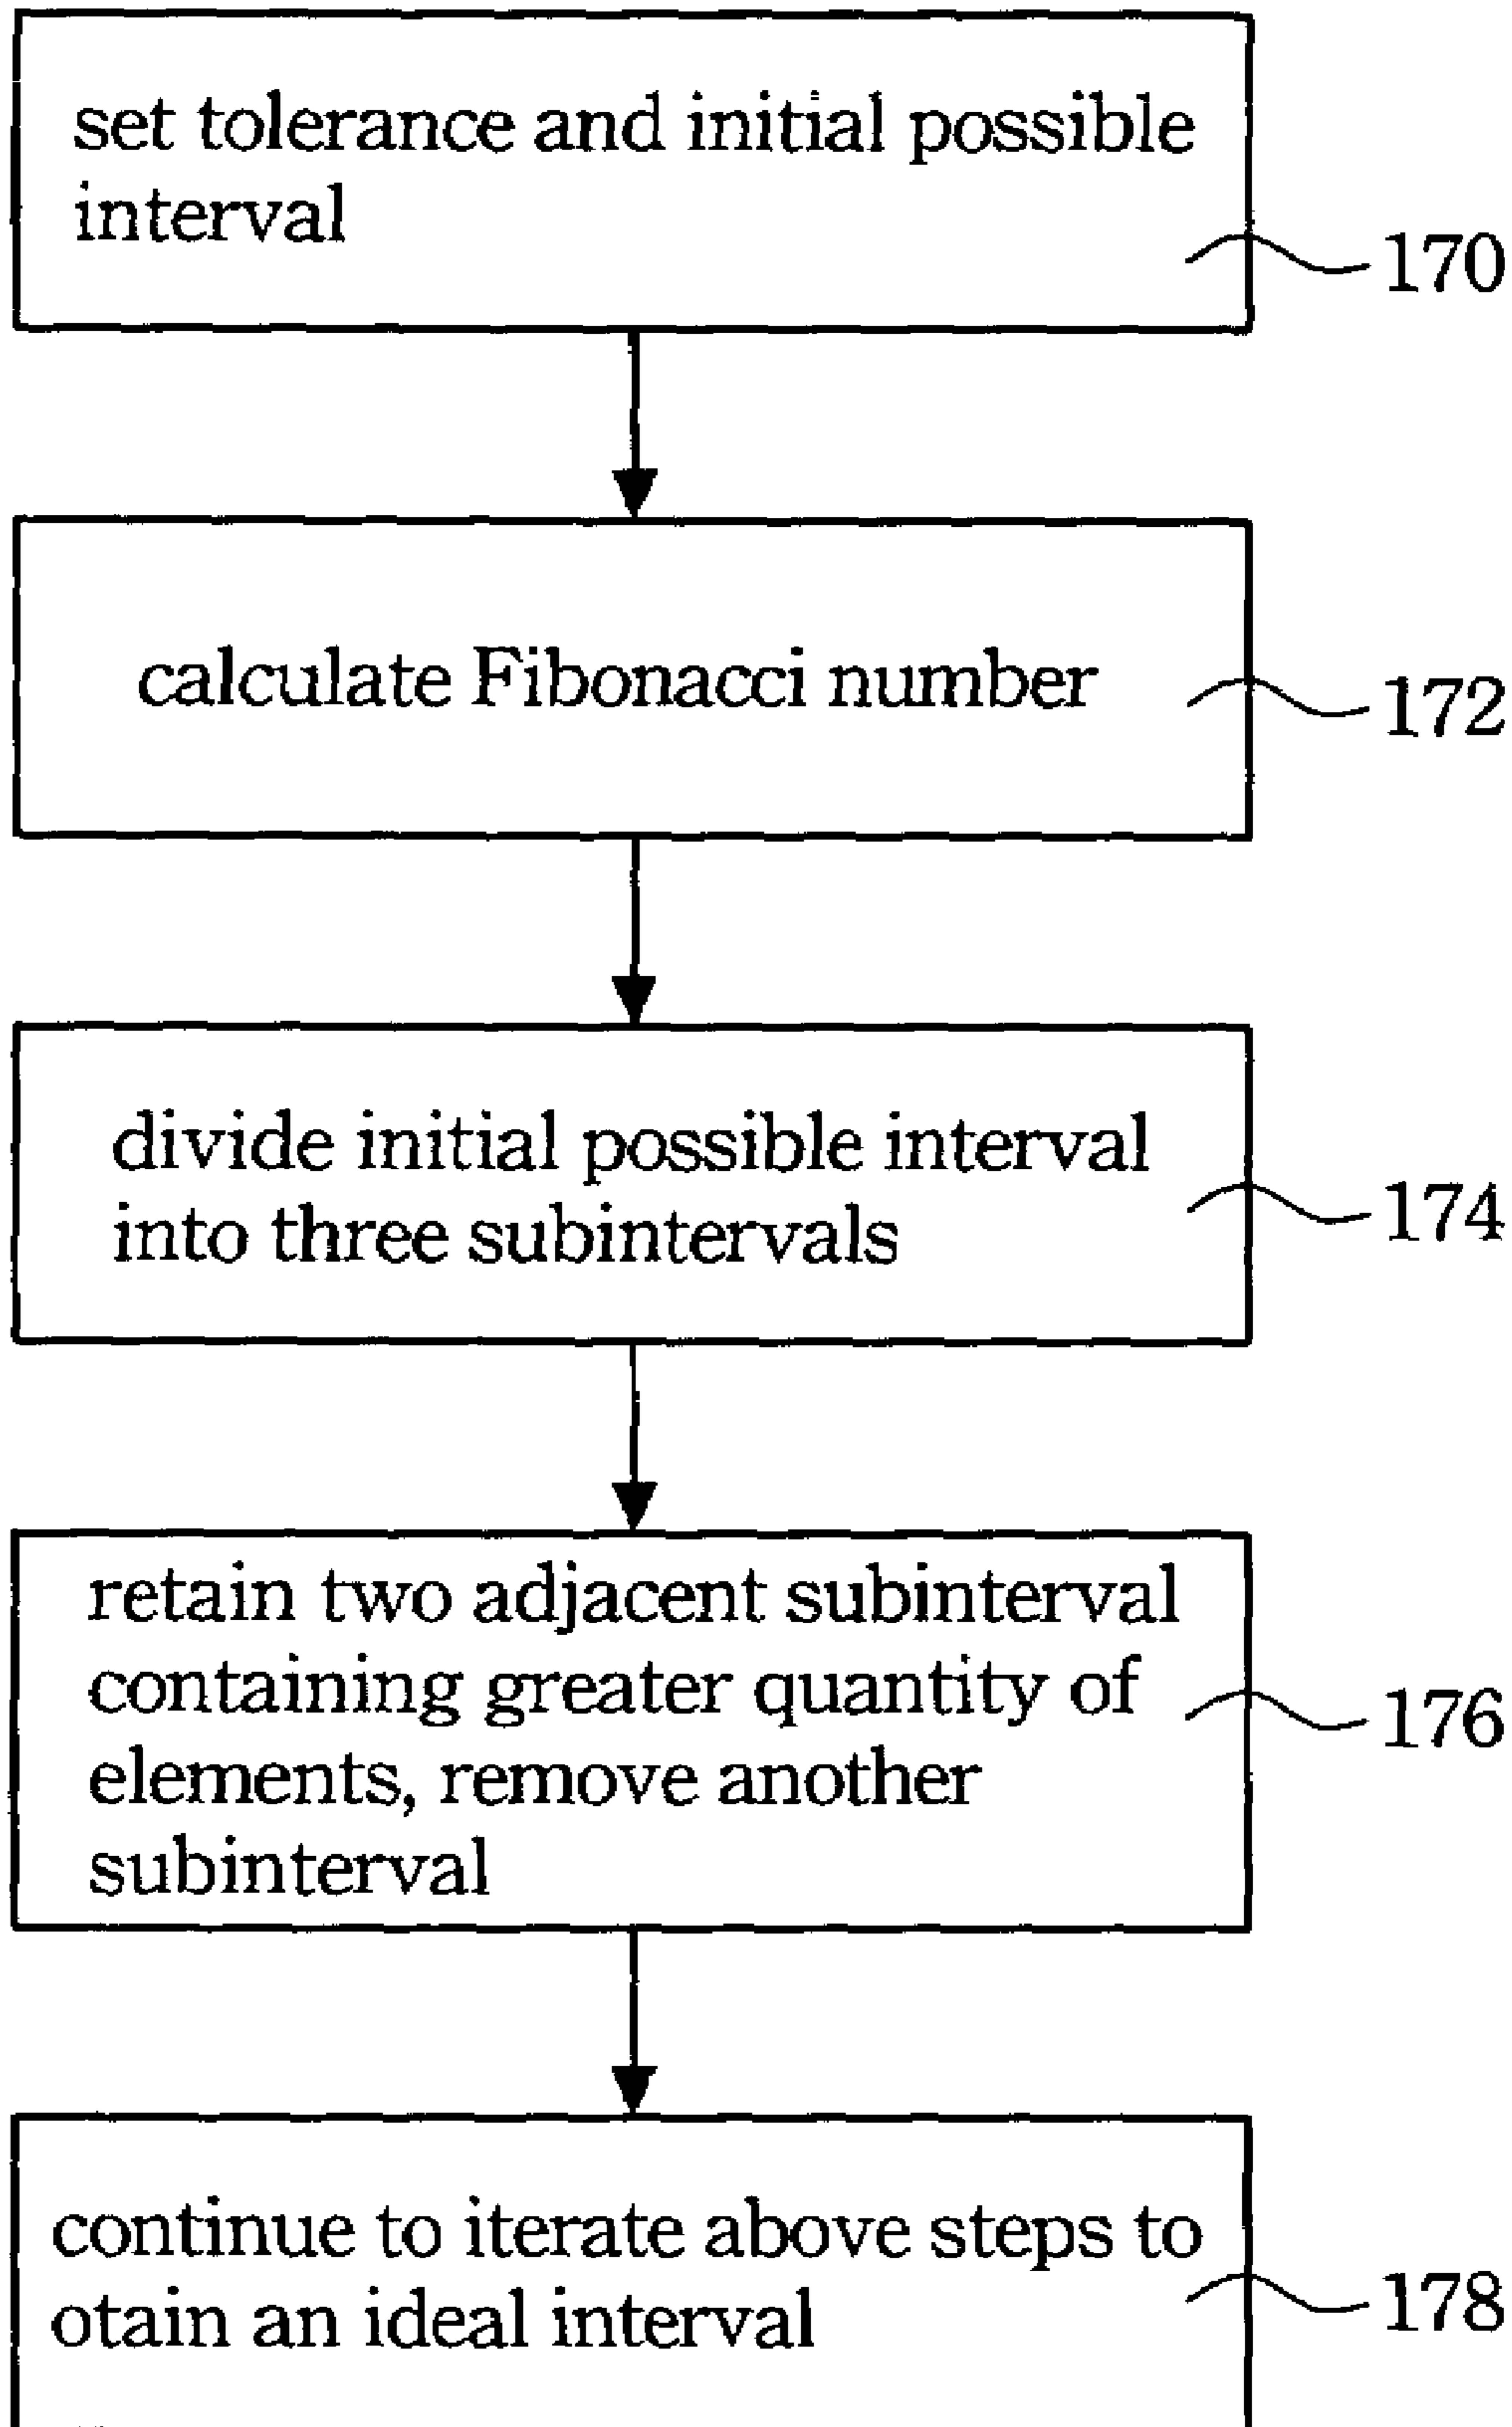 set tolerance and initial possible
interval
170
calculate Fibonacci number
172
divide initial possible interval
into three subintervals
174
retain two adjacent subinterval
containing greater quantity of
elements, remove another
subinterval
176
continue to iterate above steps to
otain an ideal interval
178